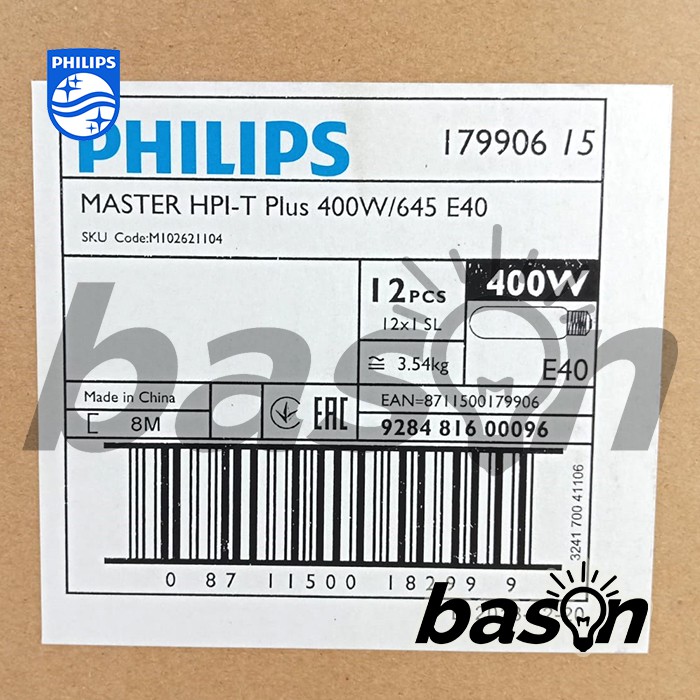 PHILIPS
PHILIPS
179906 15
MASTER HPI-T Plus 400W/645 E40
SKU Code:M102621104
12PCS
400W
12x1 SL
≅ 3.54kg
E40
Made in China
EAN=8711500179906
E 8M
EAC
9284 816 00096
3241 700 41106
0 87 11500 18299 9
bason
bason